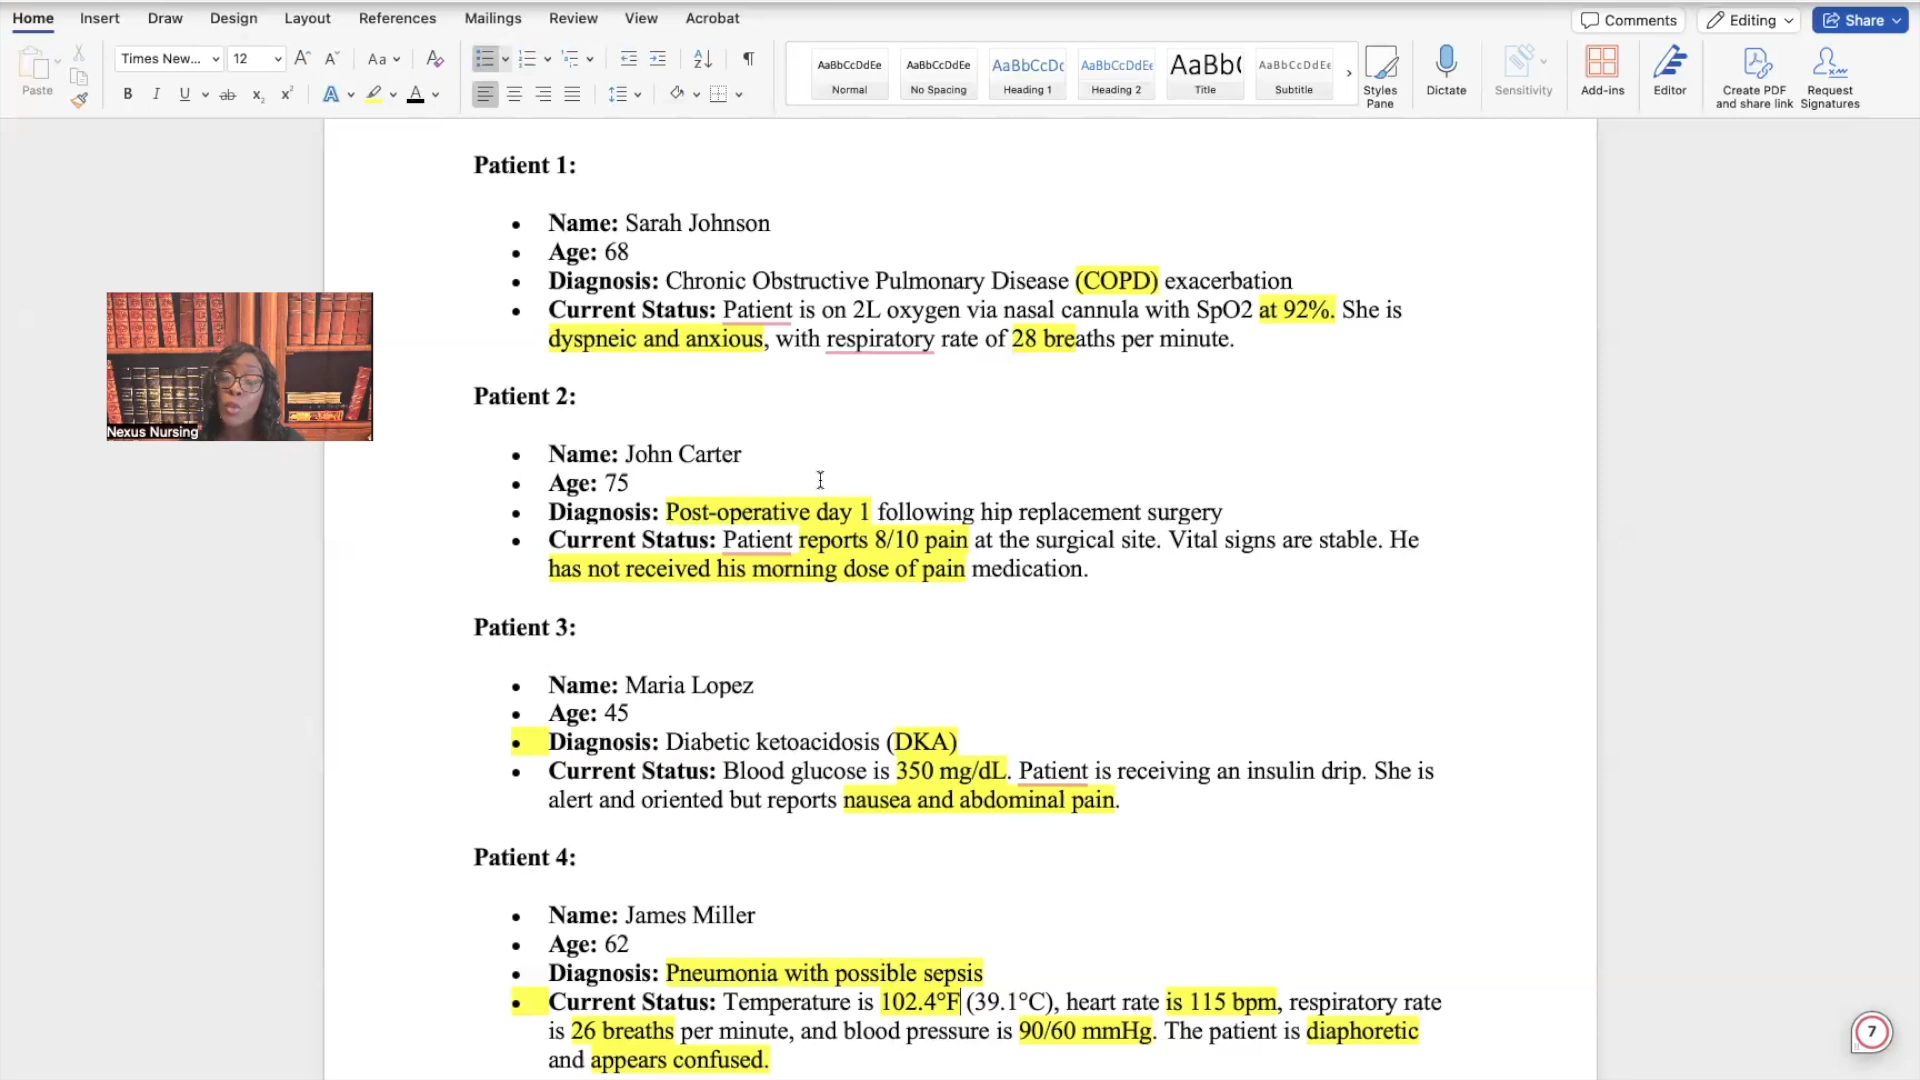 Home Insert Draw Design Layout References Mailings Review View Acrobat Comments Editing Share
Times New... 12 Aa
Paste
B I U ab x₂ x² A A
AaBbCcDdEe AaBbCcDdEe AaBbCcDc AaBbCcDdEe AaBb( AaBbCcDdEe
Normal No Spacing Heading 1 Heading 2 Title Subtitle
Styles Pane Dictate Sensitivity Add-ins Editor Create PDF and share link Request Signatures
Patient 1:
• Name: Sarah Johnson
• Age: 68
• Diagnosis: Chronic Obstructive Pulmonary Disease (COPD) exacerbation
• Current Status: Patient is on 2L oxygen via nasal cannula with SpO2 at 92%. She is
dyspneic and anxious, with respiratory rate of 28 breaths per minute.
Nexus Nursing
Patient 2:
• Name: John Carter
• Age: 75
• Diagnosis: Post-operative day 1 following hip replacement surgery
• Current Status: Patient reports 8/10 pain at the surgical site. Vital signs are stable. He
has not received his morning dose of pain medication.
Patient 3:
• Name: Maria Lopez
• Age: 45
• Diagnosis: Diabetic ketoacidosis (DKA)
• Current Status: Blood glucose is 350 mg/dL. Patient is receiving an insulin drip. She is
alert and oriented but reports nausea and abdominal pain.
Patient 4:
• Name: James Miller
• Age: 62
• Diagnosis: Pneumonia with possible sepsis
• Current Status: Temperature is 102.4°F (39.1°C), heart rate is 115 bpm, respiratory rate
is 26 breaths per minute, and blood pressure is 90/60 mmHg. The patient is diaphoretic
and appears confused.
7